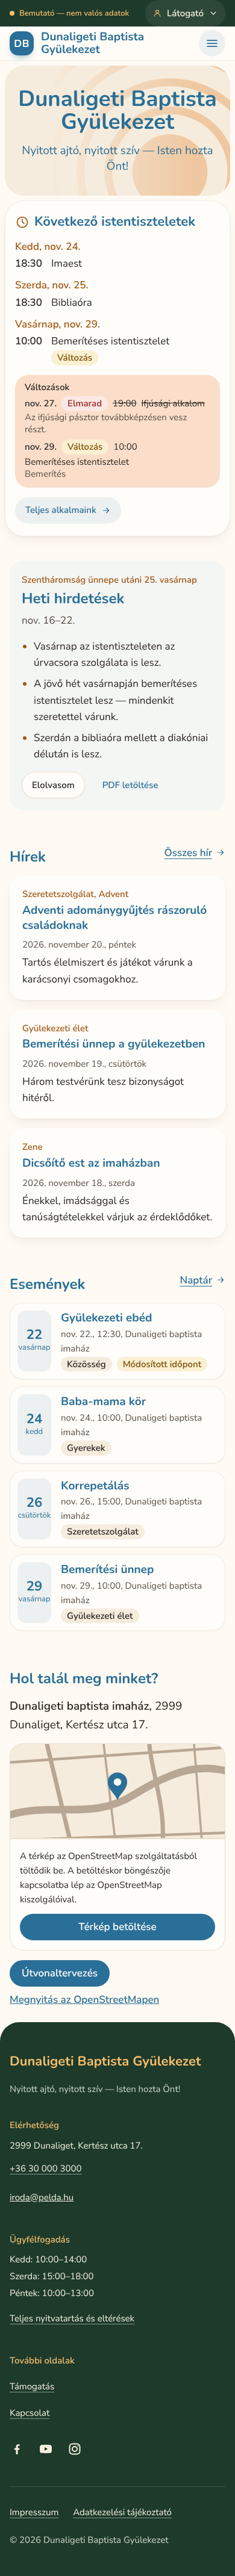 Bemutató — nem valós adatok
Látogató
DB
Dunaligeti Baptista
Gyülekezet
Dunaligeti Baptista
Gyülekezet
Nyitott ajtó, nyitott szív — Isten hozta
Önt!
Következő istentiszteletek
Kedd, nov. 24.
18:30 Imaest
Szerda, nov. 25.
18:30 Bibliaóra
Vasárnap, nov. 29.
10:00 Bemerítéses istentisztelet
Változás
Változások
nov. 27. Elmarad 19:00 Ifjúsági alkalom
Az ifjúsági pásztor továbbképzésen vesz
részt.
nov. 29. Változás 10:00
Bemerítéses istentisztelet
Bemerítés
Teljes alkalmaink →
Szentháromság ünnepe utáni 25. vasárnap
Heti hirdetések
nov. 16–22.
• Vasárnap az istentiszteleten az
úrvacsora szolgálata is lesz.
• A jövő hét vasárnapján bemerítéses
istentisztelet lesz — mindenkit
szeretettel várunk.
• Szerdán a bibliaóra mellett a diakóniai
délután is lesz.
Elolvasom
PDF letöltése
Hírek
Összes hír →
Szeretetszolgálat, Advent
Adventi adománygyűjtés rászoruló
családoknak
2026. november 20., péntek
Tartós élelmiszert és játékot várunk a
karácsonyi csomagokhoz.
Gyülekezeti élet
Bemerítési ünnep a gyülekezetben
2026. november 19., csütörtök
Három testvérünk tesz bizonyságot
hitéről.
Zene
Dicsőítő est az imaházban
2026. november 18., szerda
Énekkel, imádsággal és
tanúságtételekkel várjuk az érdeklődőket.
Események
Naptár →
22
vasárnap
Gyülekezeti ebéd
nov. 22., 12:30, Dunaligeti baptista
imaház
Közösség Módosított időpont
24
kedd
Baba-mama kör
nov. 24., 10:00, Dunaligeti baptista
imaház
Gyerekek
26
csütörtök
Korrepetálás
nov. 26., 15:00, Dunaligeti baptista
imaház
Szeretetszolgálat
29
vasárnap
Bemerítési ünnep
nov. 29., 10:00, Dunaligeti baptista
imaház
Gyülekezeti élet
Hol talál meg minket?
Dunaligeti baptista imaház, 2999
Dunaliget, Kertész utca 17.
A térkép az OpenStreetMap szolgáltatásból
töltődik be. A betöltéskor böngészője
kapcsolatba lép az OpenStreetMap
kiszolgálóival.
Térkép betöltése
Útvonaltervezés
Megnyitás az OpenStreetMapen
Dunaligeti Baptista Gyülekezet
Nyitott ajtó, nyitott szív — Isten hozta Önt!
Elérhetőség
2999 Dunaliget, Kertész utca 17.
+36 30 000 3000
iroda@pelda.hu
Ügyfélfogadás
Kedd: 10:00–14:00
Szerda: 15:00–18:00
Péntek: 10:00–13:00
Teljes nyitvatartás és eltérések
További oldalak
Támogatás
Kapcsolat
Impresszum Adatkezelési tájékoztató
© 2026 Dunaligeti Baptista Gyülekezet